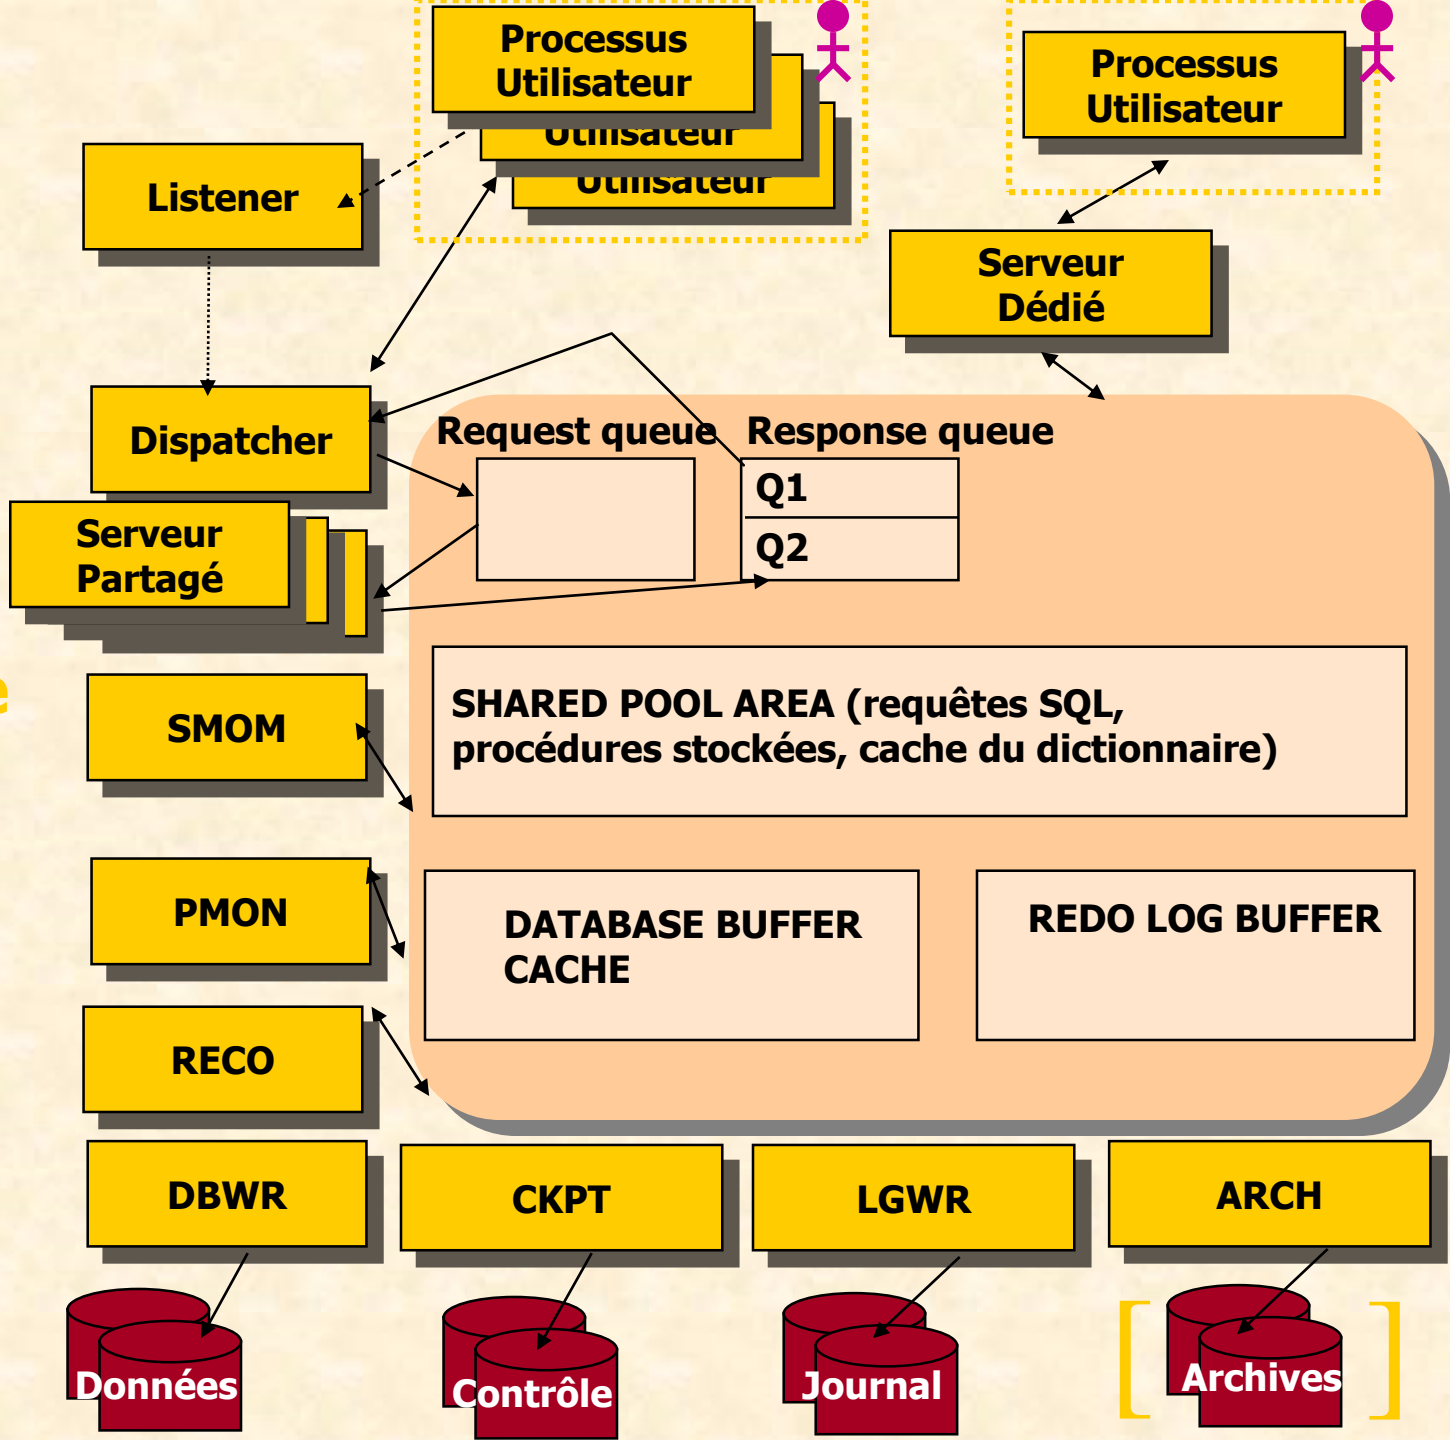 Processus
Utilisateur
Utilisateur
Utilisateur
Processus
Utilisateur
Listener
Serveur
Dédié
Dispatcher
Request queue
Response queue
Q1
Q2
Serveur
Partagé
e
SMOM
SHARED POOL AREA (requêtes SQL,
procédures stockées, cache du dictionnaire)
PMON
DATABASE BUFFER
CACHE
REDO LOG BUFFER
RECO
DBWR
CKPT
LGWR
ARCH
Données
Contrôle
Journal
[ Archives ]